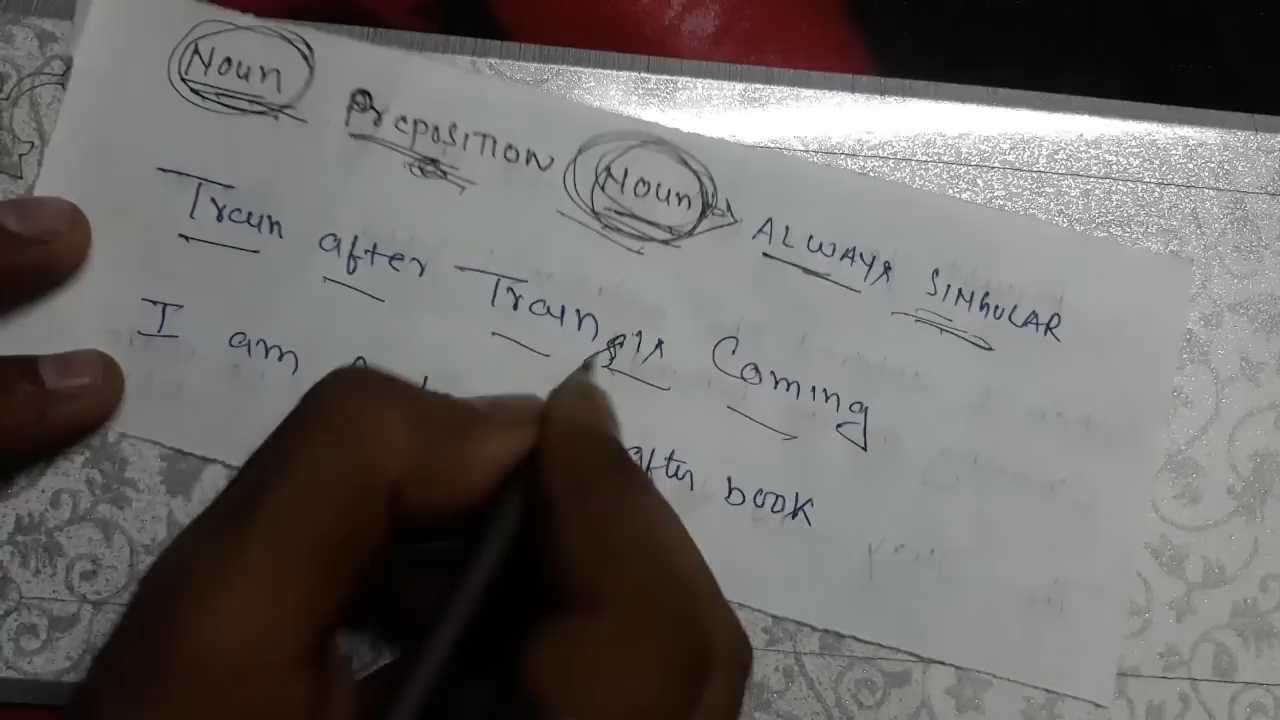 Noun Preposition Noun ALWAYS SINGULAR
Train after Train is Coming
I am after book